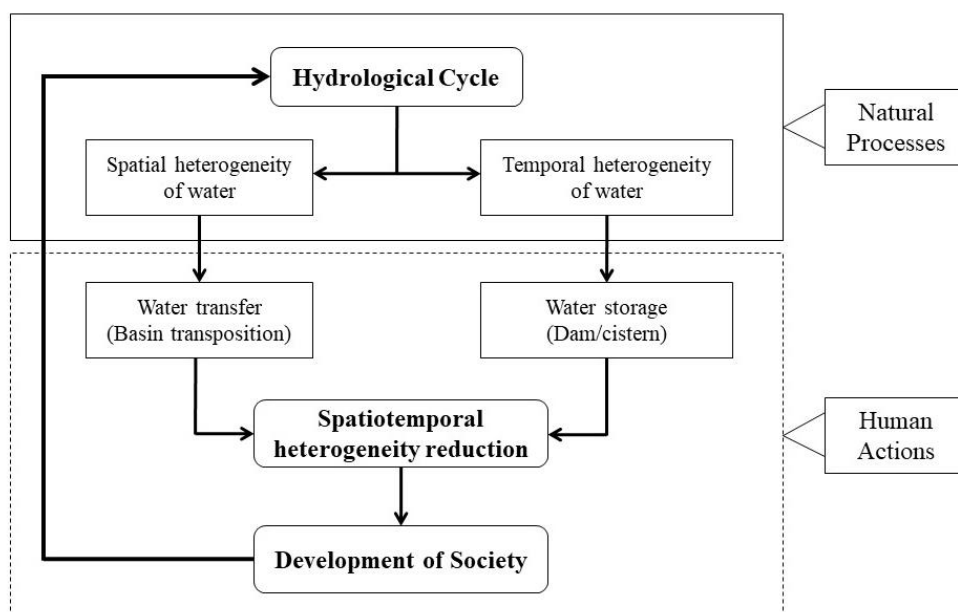 Hydrological Cycle
Natural
Processes
Spatial heterogeneity
of water
Temporal heterogeneity
of water
Water transfer
(Basin transposition)
Water storage
(Dam/cistern)
Spatiotemporal
heterogeneity reduction
Human
Actions
Development of Society